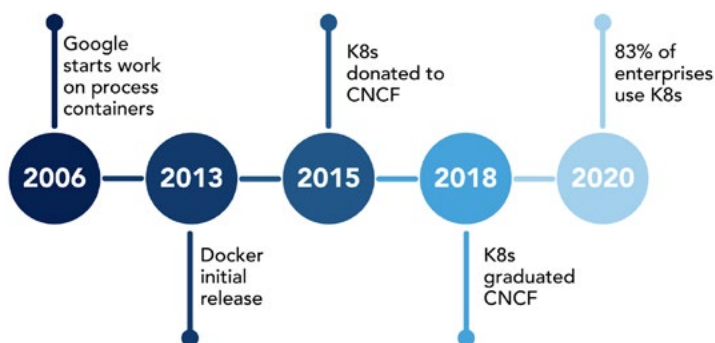 Google
starts work
on process
containers
K8s
donated to
CNCF
83% of
enterprises
use K8s
2006
2013
2015
2018
2020
Docker
initial
release
K8s
graduated
CNCF